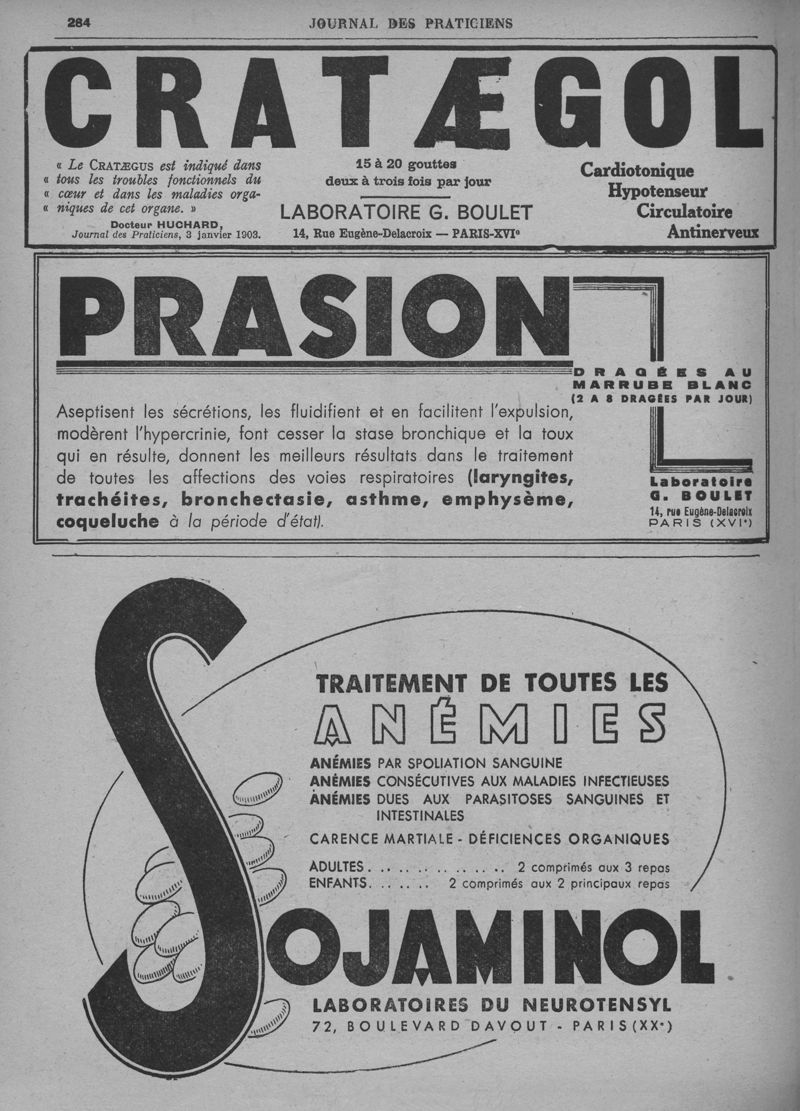 284
JOURNAL DES PRATICIENS
CRATÆGOL
« Le CRATÆGUS est indiqué dans
« tous les troubles fonctionnels du
« cœur et dans les maladies orga-
« niques de cet organe. »
Docteur HUCHARD,
Journal des Praticiens, 3 janvier 1903.
15 à 20 gouttes
deux à trois fois par jour
LABORATOIRE G. BOULET
14, Rue Eugène-Delacroix — PARIS-XVIe
Cardiotonique
Hypotenseur
Circulatoire
Antinerveux
PRASION
DRAGÉES AU
MARRUBE BLANC
(2 A 8 DRAGÉES PAR JOUR)
Aseptisent les sécrétions, les fluidifient et en facilitent l'expulsion,
modèrent l'hypercrinie, font cesser la stase bronchique et la toux
qui en résulte, donnent les meilleurs résultats dans le traitement
de toutes les affections des voies respiratoires (laryngites,
trachéites, bronchectasie, asthme, emphysème,
coqueluche à la période d'état).
Laboratoire
G. BOULET
14, rue Eugène-Delacroix
PARIS (XVIe)
TRAITEMENT DE TOUTES LES
ANÉMIES
ANÉMIES PAR SPOLIATION SANGUINE
ANÉMIES CONSÉCUTIVES AUX MALADIES INFECTIEUSES
ANÉMIES DUES AUX PARASITOSES SANGUINES ET
INTESTINALES
CARENCE MARTIALE - DÉFICIENCES ORGANIQUES
ADULTES. .. .. .. .. .. .. .. 2 comprimés aux 3 repas
ENFANTS. .. .. .. 2 comprimés aux 2 principaux repas
SOJAMINOL
LABORATOIRES DU NEUROTENSYL
72, BOULEVARD DAVOUT - PARIS (XXe)